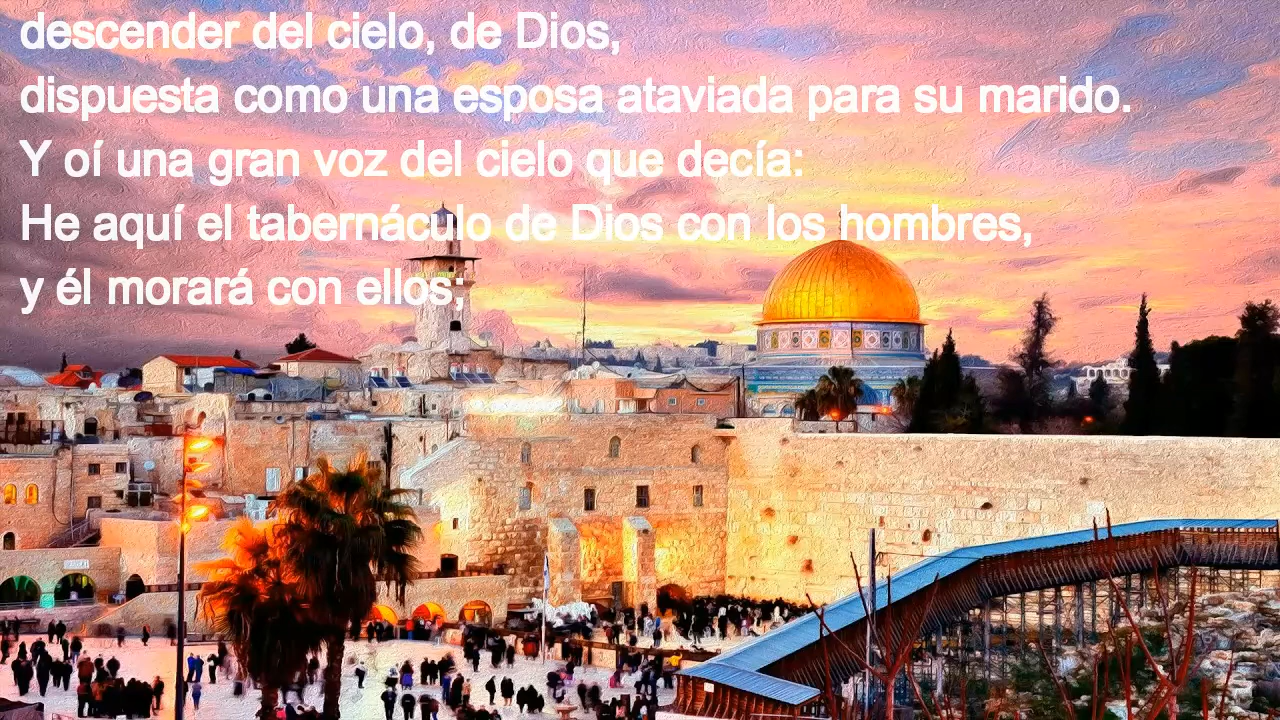 descender del cielo, de Dios,
dispuesta como una esposa ataviada para su marido.
Y oí una gran voz del cielo que decía:
He aquí el tabernáculo de Dios con los hombres,
y él morará con ellos;